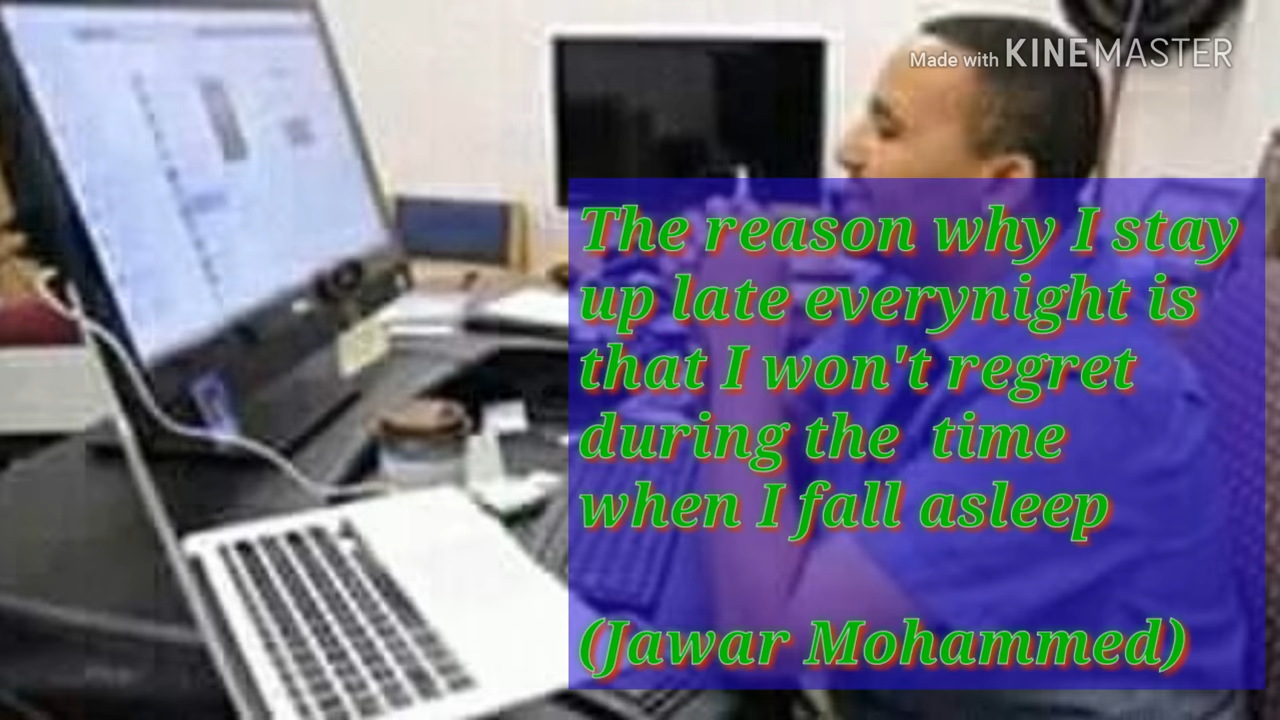 Made with KINEMASTER
The reason why I stay
up late everynight is
that I won't regret
during the time
when I fall asleep
(Jawar Mohammed)